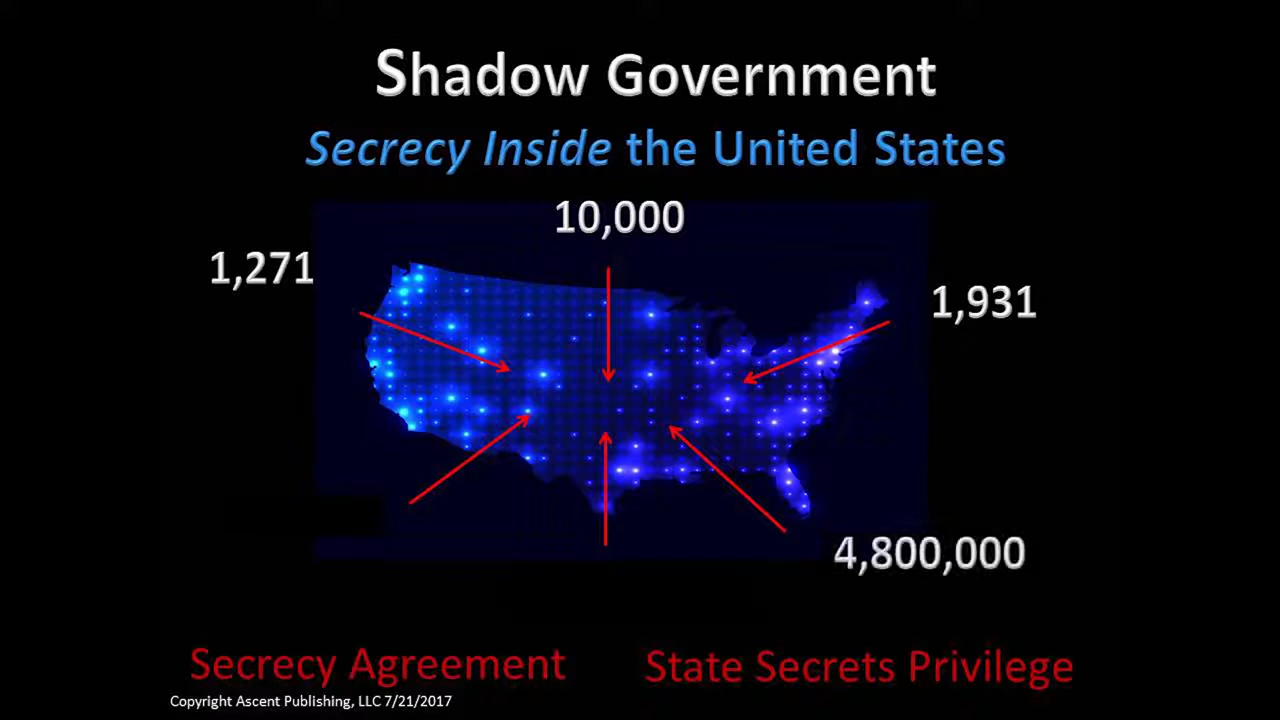 Shadow Government
Secrecy Inside the United States
10,000
1,271
1,931
4,800,000
Secrecy Agreement
State Secrets Privilege
Copyright Ascent Publishing, LLC 7/21/2017